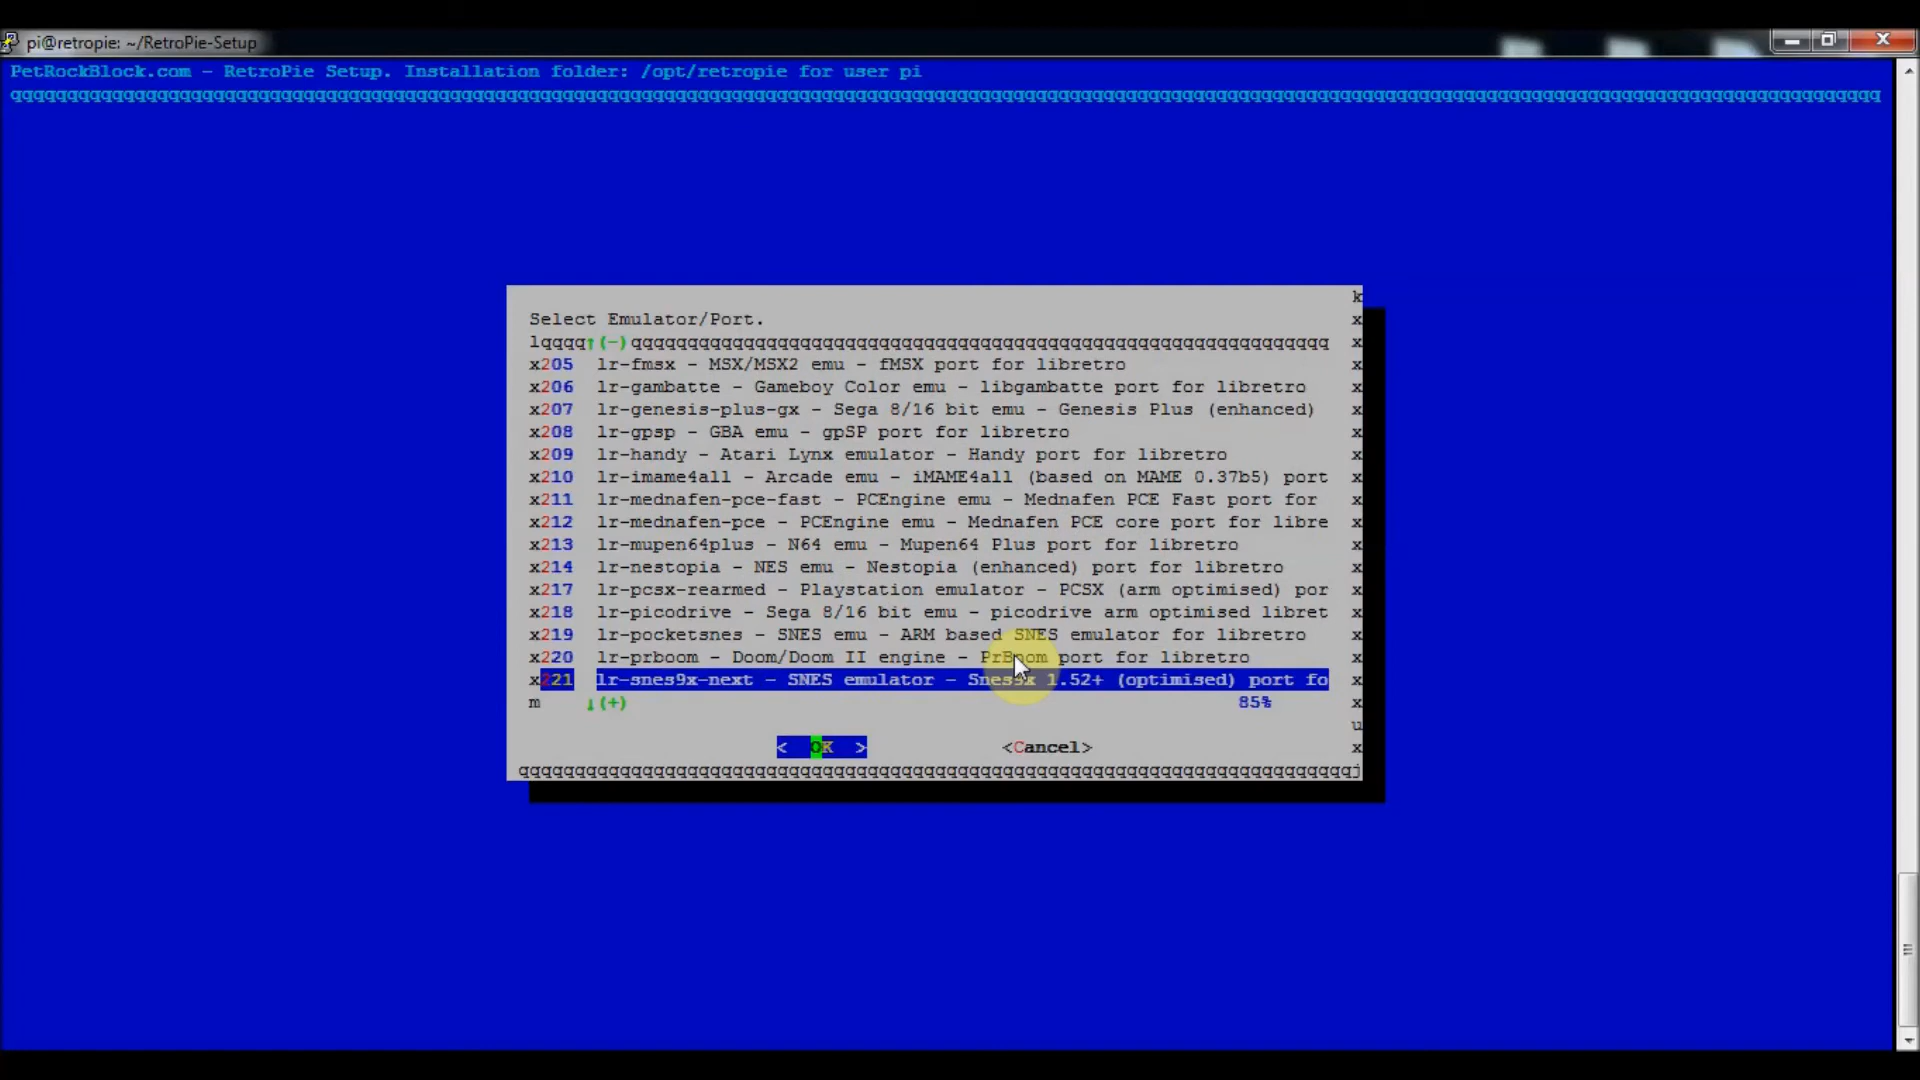 pi@retropie: ~/RetroPie-Setup
PetRockBlock.com - RetroPie Setup. Installation folder: /opt/retropie for user pi
qqqqqqqqqqqqqqqqqqqqqqqqqqqqqqqqqqqqqqqqqqqqqqqqqqqqqqqqqqqqqqqqqqqqqqqqqqqqqqqqqqqqqqqqqqqqqqqqqqqqqqqqqqqqqqqqqqqqqqqqqqqqqqqqqqqqqqqqqqqqqqqqqqqqqqqqqqqqqqqqqq
k
Select Emulator/Port. x
lqqqq↑(-)qqqqqqqqqqqqqqqqqqqqqqqqqqqqqqqqqqqqqqqqqqqqqqqqqqqqqqqqqqqqqq x
x205 lr-fmsx - MSX/MSX2 emu - fMSX port for libretro x
x206 lr-gambatte - Gameboy Color emu - libgambatte port for libretro x
x207 lr-genesis-plus-gx - Sega 8/16 bit emu - Genesis Plus (enhanced) x
x208 lr-gpsp - GBA emu - gpSP port for libretro x
x209 lr-handy - Atari Lynx emulator - Handy port for libretro x
x210 lr-imame4all - Arcade emu - iMAME4all (based on MAME 0.37b5) port x
x211 lr-mednafen-pce-fast - PCEngine emu - Mednafen PCE Fast port for x
x212 lr-mednafen-pce - PCEngine emu - Mednafen PCE core port for libre x
x213 lr-mupen64plus - N64 emu - Mupen64 Plus port for libretro x
x214 lr-nestopia - NES emu - Nestopia (enhanced) port for libretro x
x217 lr-pcsx-rearmed - Playstation emulator - PCSX (arm optimised) por x
x218 lr-picodrive - Sega 8/16 bit emu - picodrive arm optimised libret x
x219 lr-pocketsnes - SNES emu - ARM based SNES emulator for libretro x
x220 lr-prboom - Doom/Doom II engine - PrBoom port for libretro x
x221 lr-snes9x-next - SNES emulator - Snes9x 1.52+ (optimised) port fo x
m ↓(+) 85% x
u
< OK > <Cancel> x
qqqqqqqqqqqqqqqqqqqqqqqqqqqqqqqqqqqqqqqqqqqqqqqqqqqqqqqqqqqqqqqqqqqqqqqqqqj